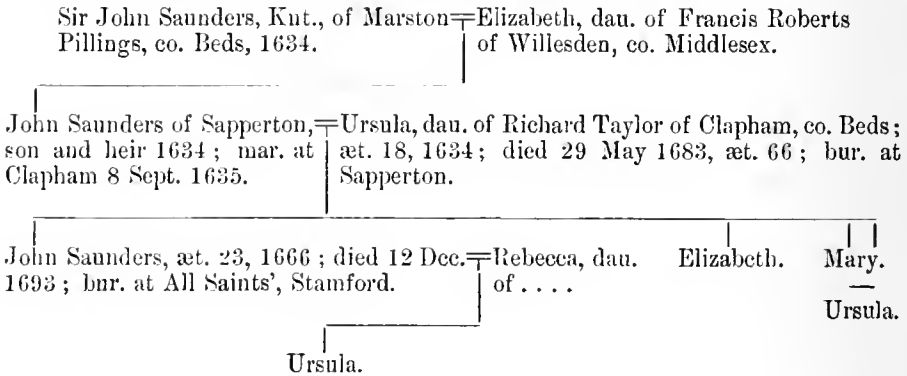 Sir John Saunders, Knt., of Marston Pillings, co. Beds, 1634.
Elizabeth, dau. of Francis Roberts of Willesden, co. Middlesex.
John Saunders of Sapperton,
son and heir 1634 ; mar. at
Clapham 8 Sept. 1635.
Ursula, dau. of Richard Taylor of Clapham, co. Beds ;
æt. 18, 1634 ; died 29 May 1683, æt. 66 ; bur. at
Sapperton.
John Saunders, æt. 23, 1666 ; died 12 Dec.
1693 ; bur. at All Saints', Stamford.
Rebecca, dau.
of . . . .
Elizabeth.
Mary.
—
Ursula.
Ursula.